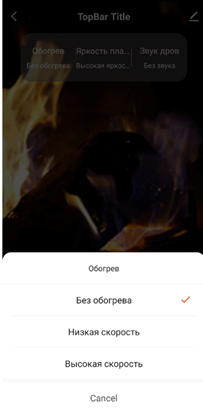 TopBar Title
Обогрев Яркость пла... Звук дров
Без обогрева Высокая яркос... Без звука
Обогрев
Без обогрева
Низкая скорость
Высокая скорость
Cancel